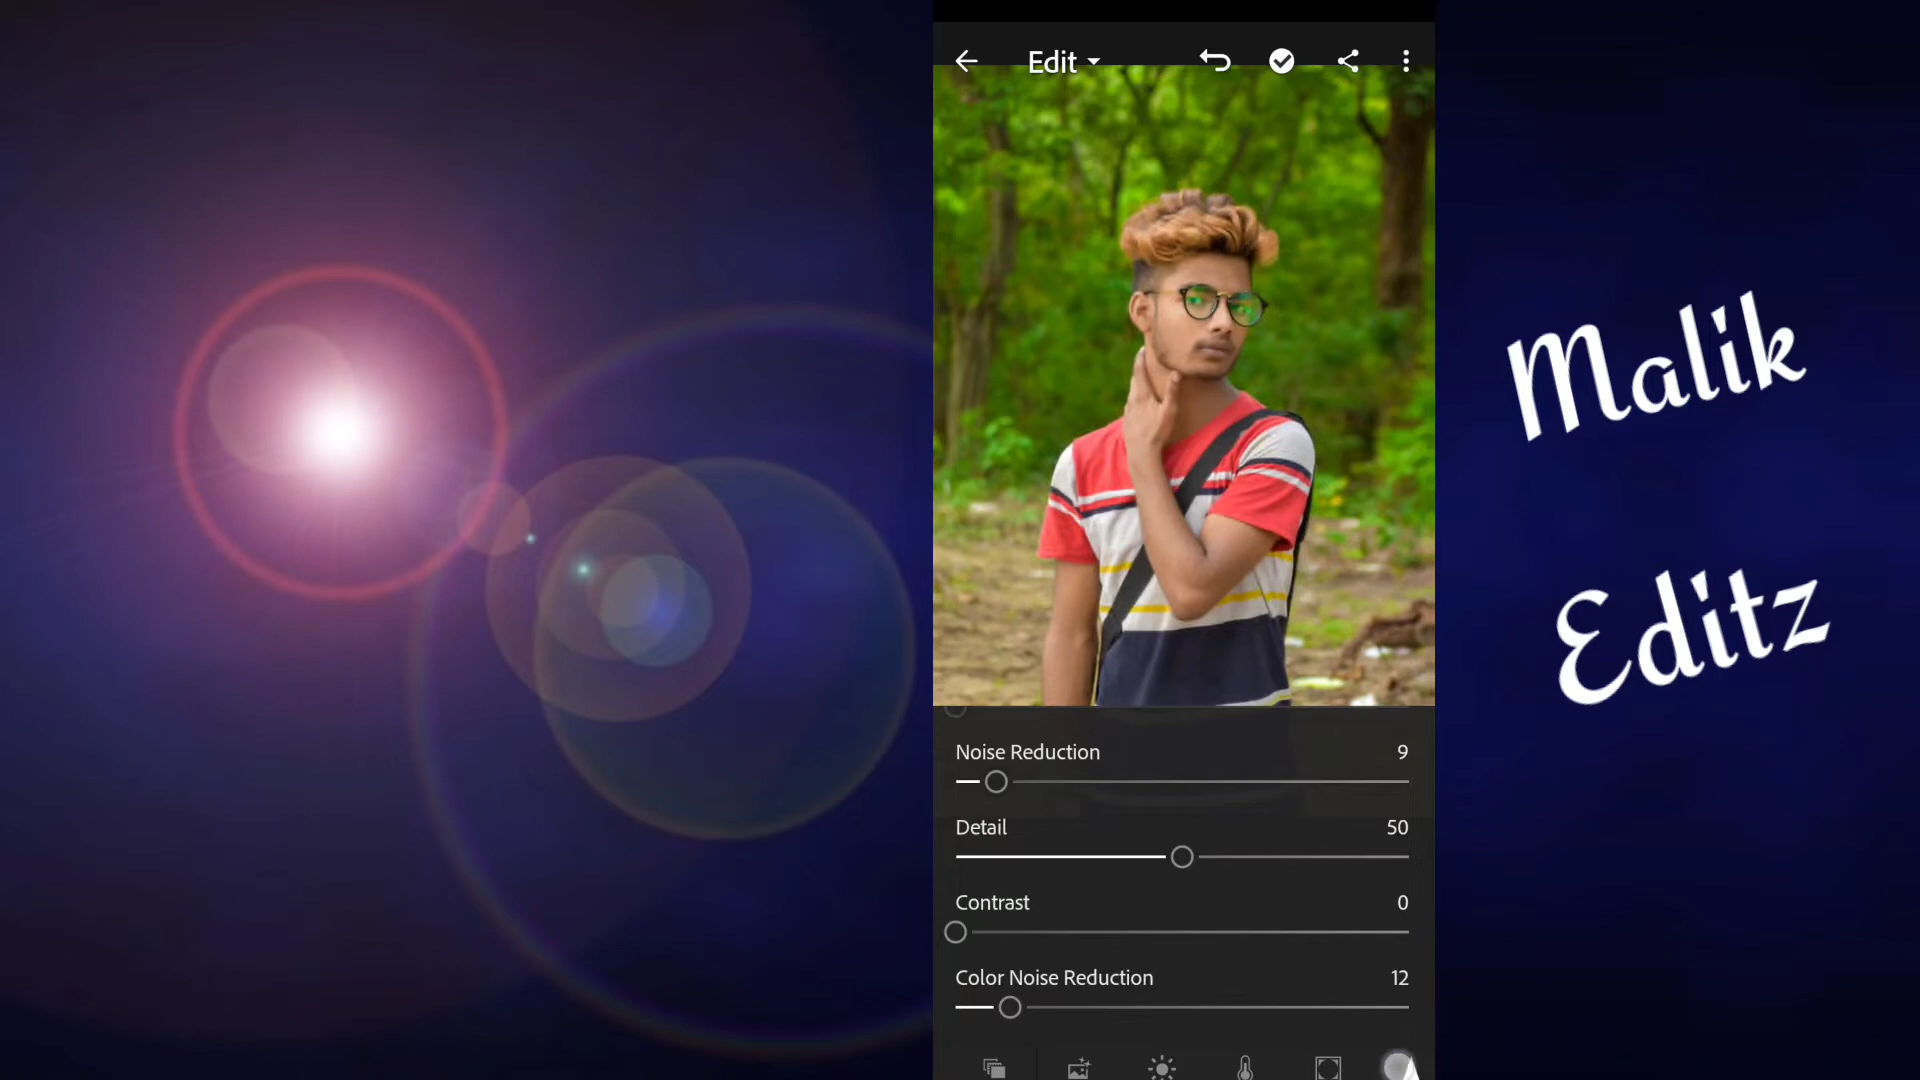 Edit
Malik
Editz
Noise Reduction 9
Detail 50
Contrast 0
Color Noise Reduction 12